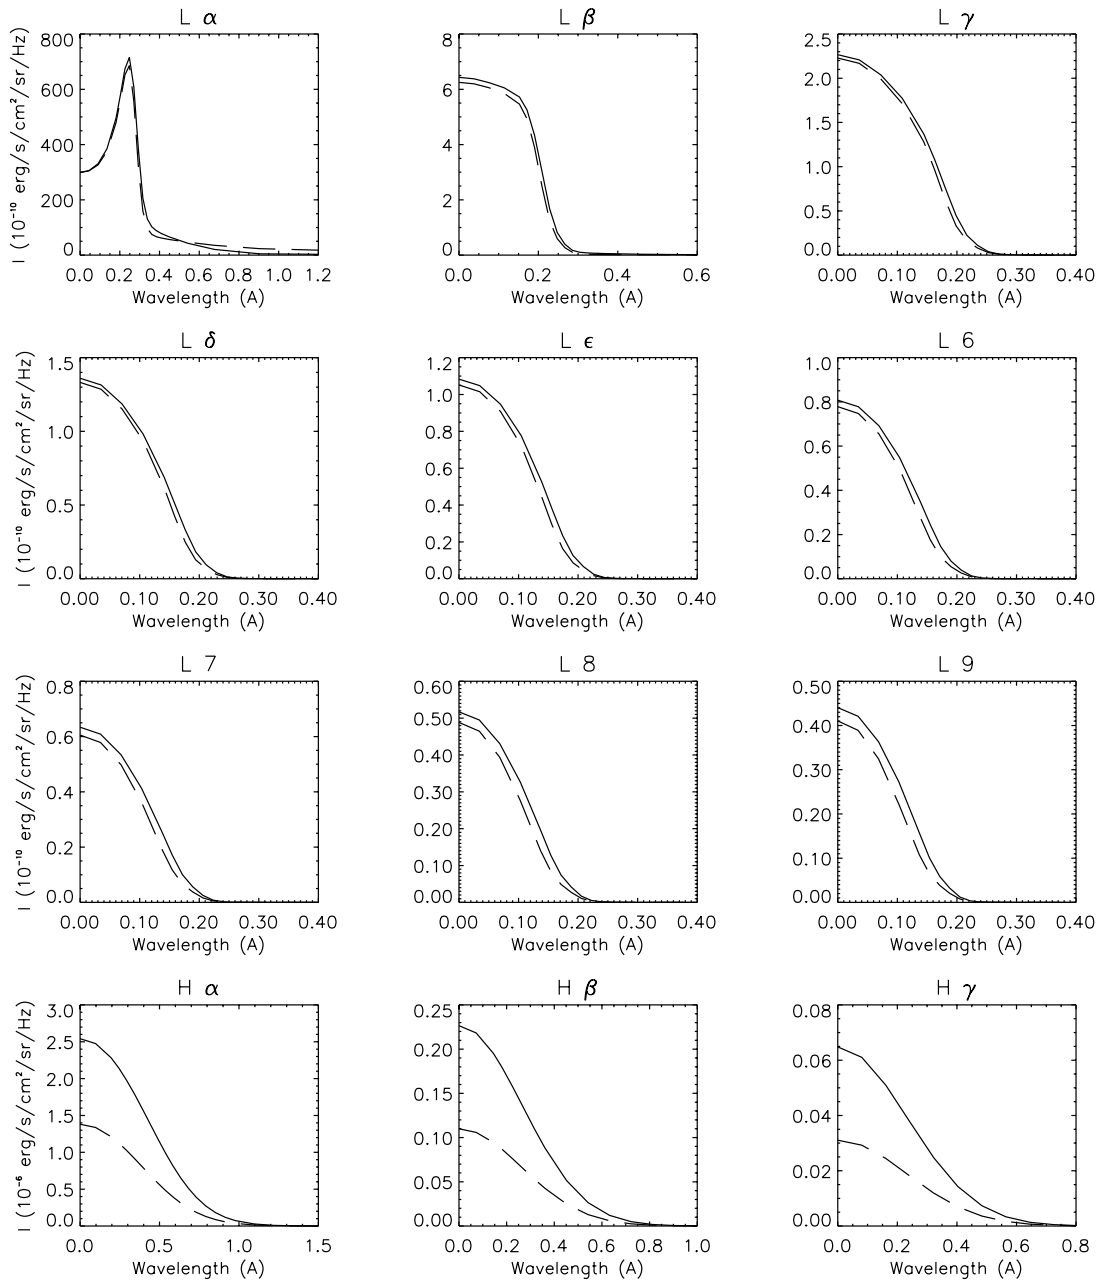 L α
L β
L γ
I (10⁻¹⁰ erg/s/cm²/sr/Hz)
800
600
400
200
0
8
6
4
2
0
2.5
2.0
1.5
1.0
0.5
0.0
0.0 0.2 0.4 0.6 0.8 1.0 1.2
0.0 0.2 0.4 0.6
0.00 0.10 0.20 0.30 0.40
Wavelength (A)
Wavelength (A)
Wavelength (A)
L δ
L ϵ
L 6
I (10⁻¹⁰ erg/s/cm²/sr/Hz)
1.5
1.0
0.5
0.0
1.2
1.0
0.8
0.6
0.4
0.2
0.0
1.0
0.8
0.6
0.4
0.2
0.0
0.00 0.10 0.20 0.30 0.40
0.00 0.10 0.20 0.30 0.40
0.00 0.10 0.20 0.30 0.40
Wavelength (A)
Wavelength (A)
Wavelength (A)
L 7
L 8
L 9
I (10⁻¹⁰ erg/s/cm²/sr/Hz)
0.8
0.6
0.4
0.2
0.0
0.60
0.50
0.40
0.30
0.20
0.10
0.00
0.50
0.40
0.30
0.20
0.10
0.00
0.00 0.10 0.20 0.30 0.40
0.00 0.10 0.20 0.30 0.40
0.00 0.10 0.20 0.30 0.40
Wavelength (A)
Wavelength (A)
Wavelength (A)
H α
H β
H γ
I (10⁻⁶ erg/s/cm²/sr/Hz)
3.0
2.5
2.0
1.5
1.0
0.5
0.0
0.25
0.20
0.15
0.10
0.05
0.00
0.08
0.06
0.04
0.02
0.00
0.0 0.5 1.0 1.5
0.0 0.2 0.4 0.6 0.8 1.0
0.0 0.2 0.4 0.6 0.8
Wavelength (A)
Wavelength (A)
Wavelength (A)